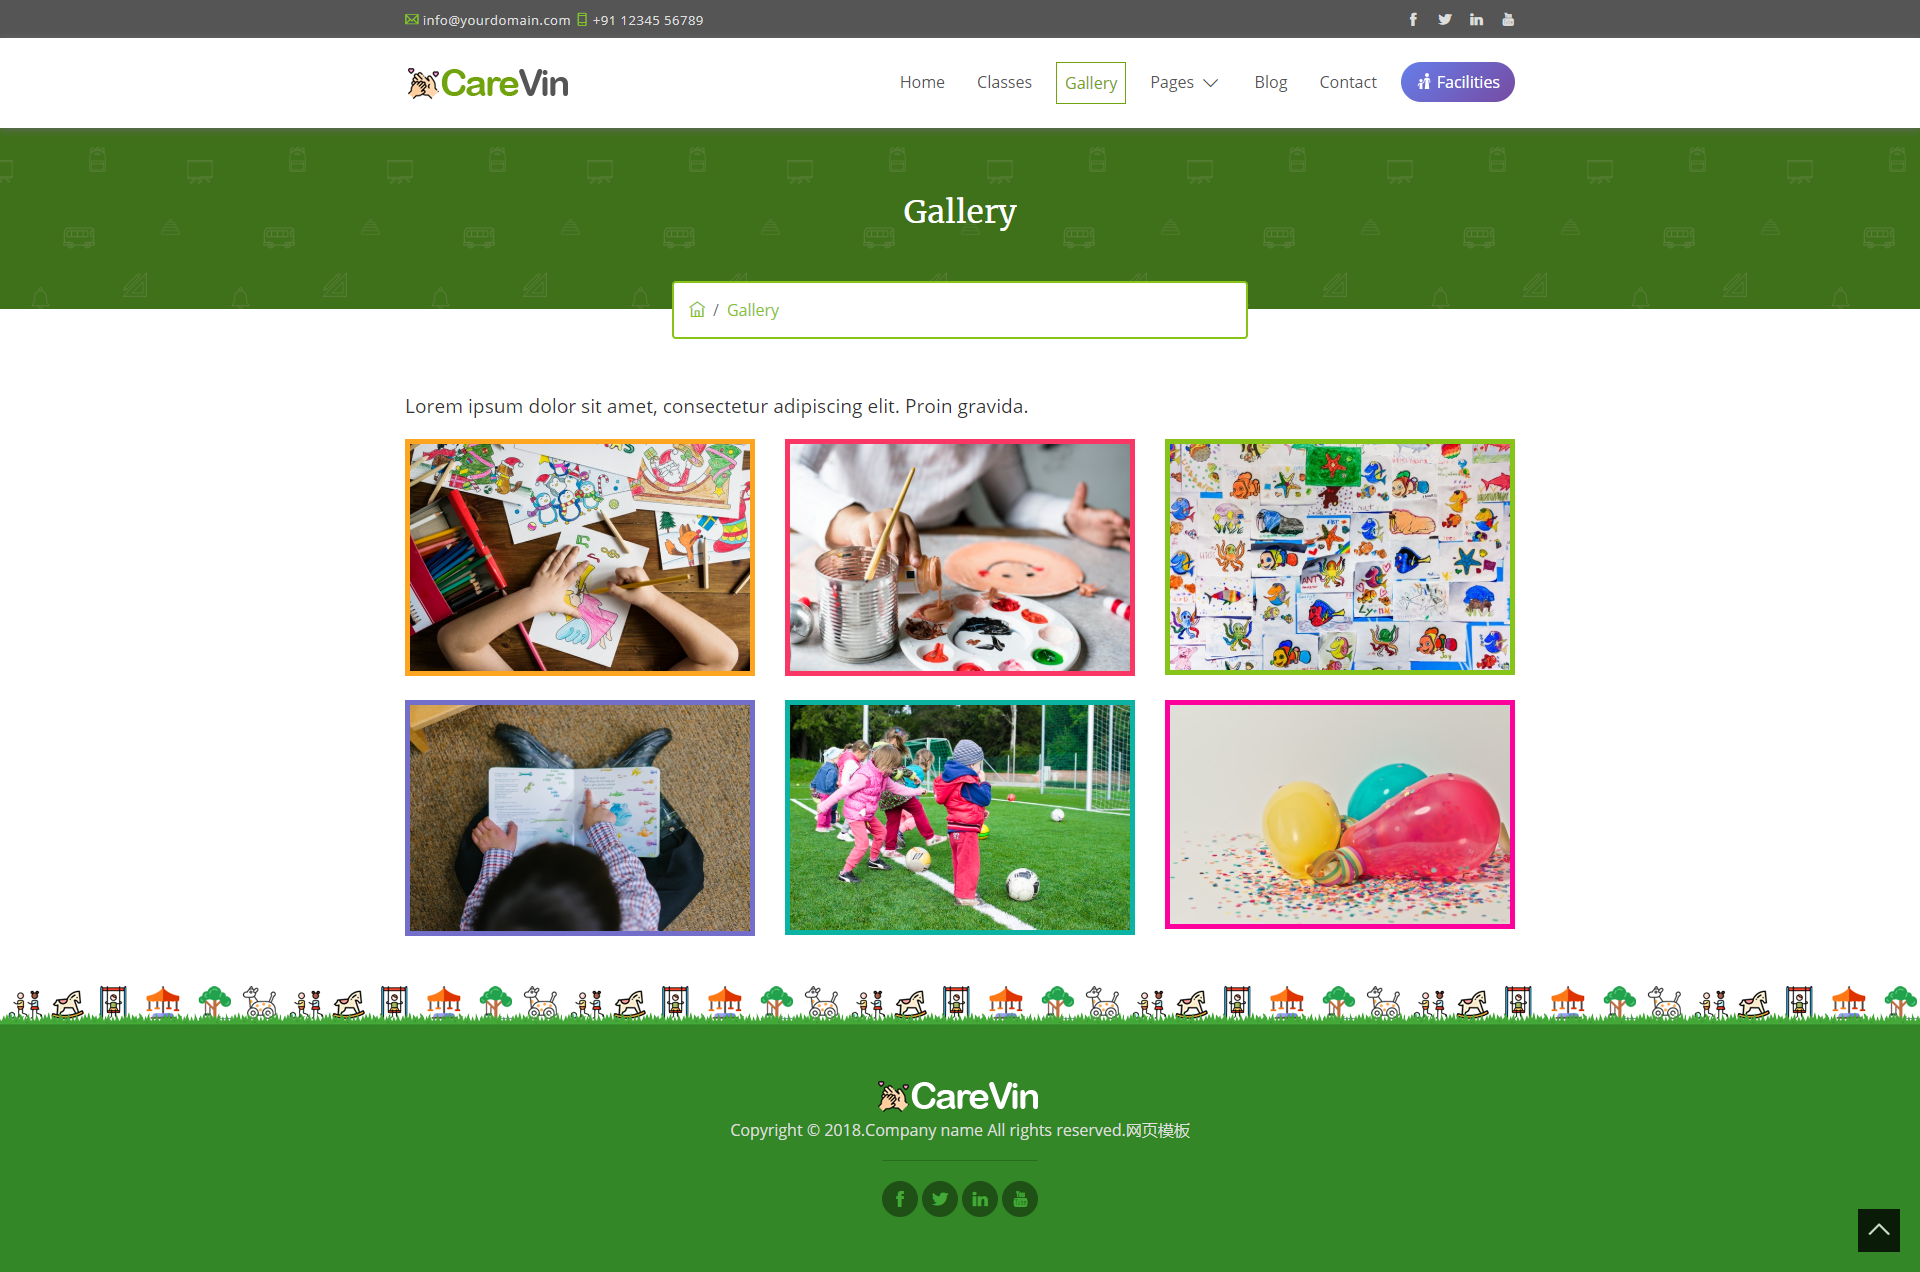 info@yourdomain.com +91 12345 56789
CareVin
Home Classes Gallery Pages Blog Contact Facilities
Gallery
/ Gallery
Lorem ipsum dolor sit amet, consectetur adipiscing elit. Proin gravida.
CareVin
Copyright © 2018.Company name All rights reserved.网页模板